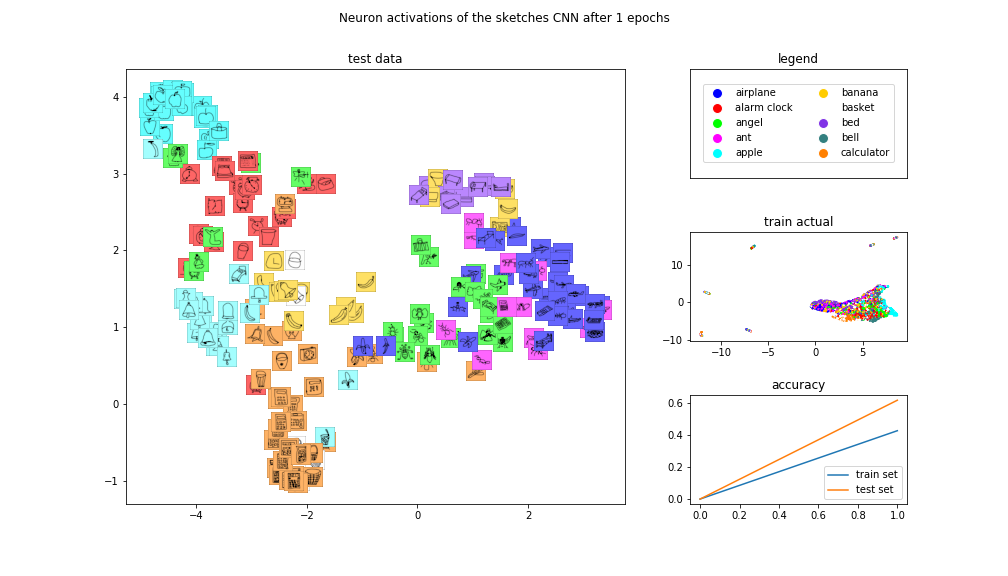 Neuron activations of the sketches CNN after 1 epochs
test data
4
3
2
1
0
−1
−4
−2
0
2
legend
airplane
alarm clock
angel
ant
apple
banana
basket
bed
bell
calculator
train actual
10
0
−10
−10
−5
0
5
accuracy
0.6
0.4
0.2
0.0
0.0
0.2
0.4
0.6
0.8
1.0
train set
test set